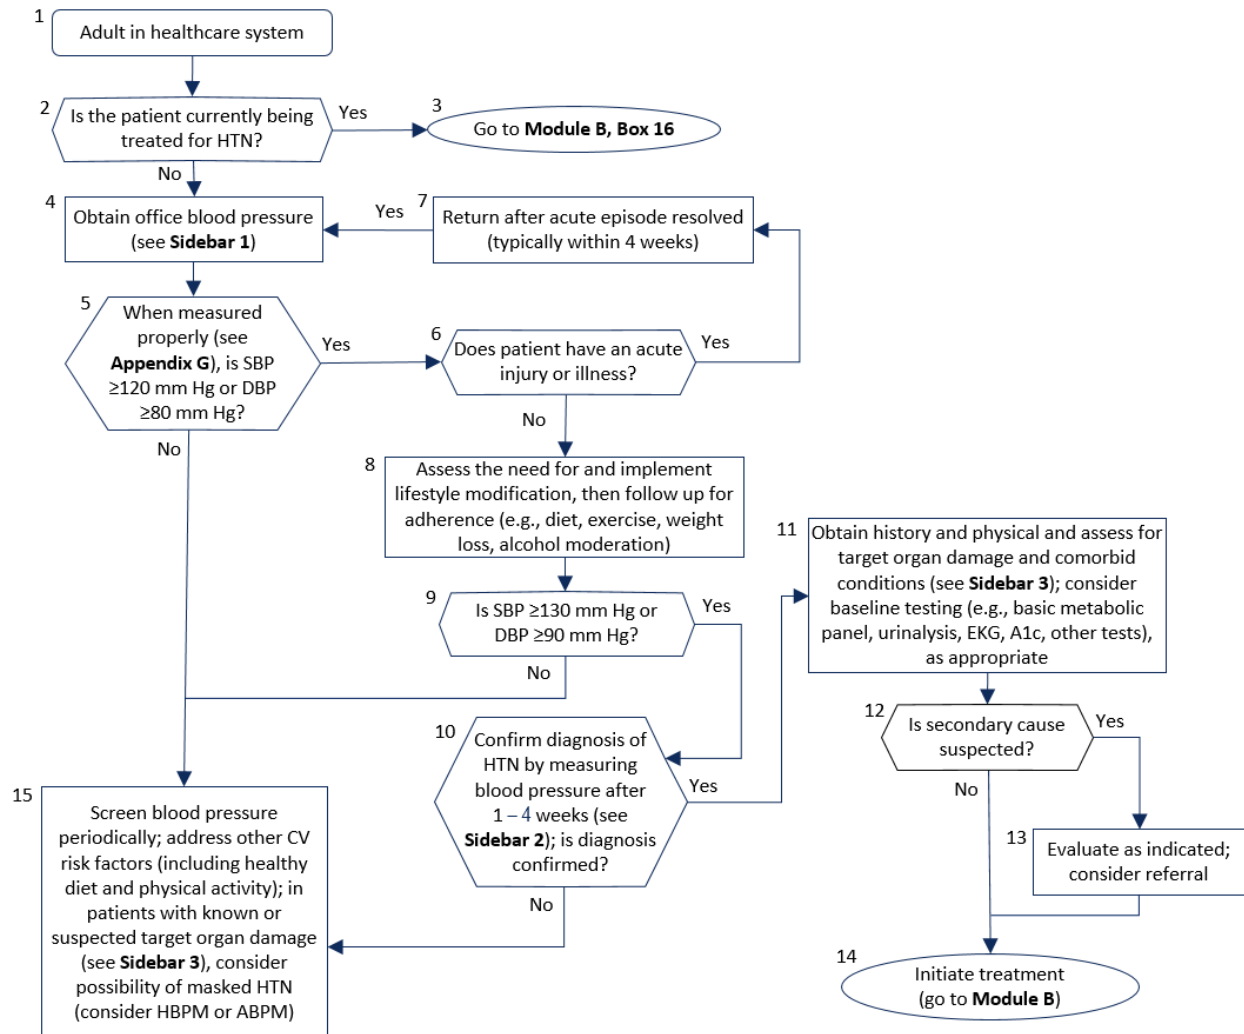 1
Adult in healthcare system
2
Is the patient currently being
treated for HTN?
Yes
3
Go to Module B, Box 16
No
4
Obtain office blood pressure
(see Sidebar 1)
Yes
7
Return after acute episode resolved
(typically within 4 weeks)
5
When measured
properly (see
Appendix G), is SBP
≥120 mm Hg or DBP
≥80 mm Hg?
Yes
6
Does patient have an acute
injury or illness?
Yes
No
No
8
Assess the need for and implement
lifestyle modification, then follow up for
adherence (e.g., diet, exercise, weight
loss, alcohol moderation)
9
Is SBP ≥130 mm Hg or
DBP ≥90 mm Hg?
Yes
No
10
Confirm diagnosis of
HTN by measuring
blood pressure after
1 – 4 weeks (see
Sidebar 2); is diagnosis
confirmed?
Yes
No
11
Obtain history and physical and assess for
target organ damage and comorbid
conditions (see Sidebar 3); consider
baseline testing (e.g., basic metabolic
panel, urinalysis, EKG, A1c, other tests),
as appropriate
12
Is secondary cause
suspected?
Yes
No
13
Evaluate as indicated;
consider referral
14
Initiate treatment
(go to Module B)
15
Screen blood pressure
periodically; address other CV
risk factors (including healthy
diet and physical activity); in
patients with known or
suspected target organ damage
(see Sidebar 3), consider
possibility of masked HTN
(consider HBPM or ABPM)